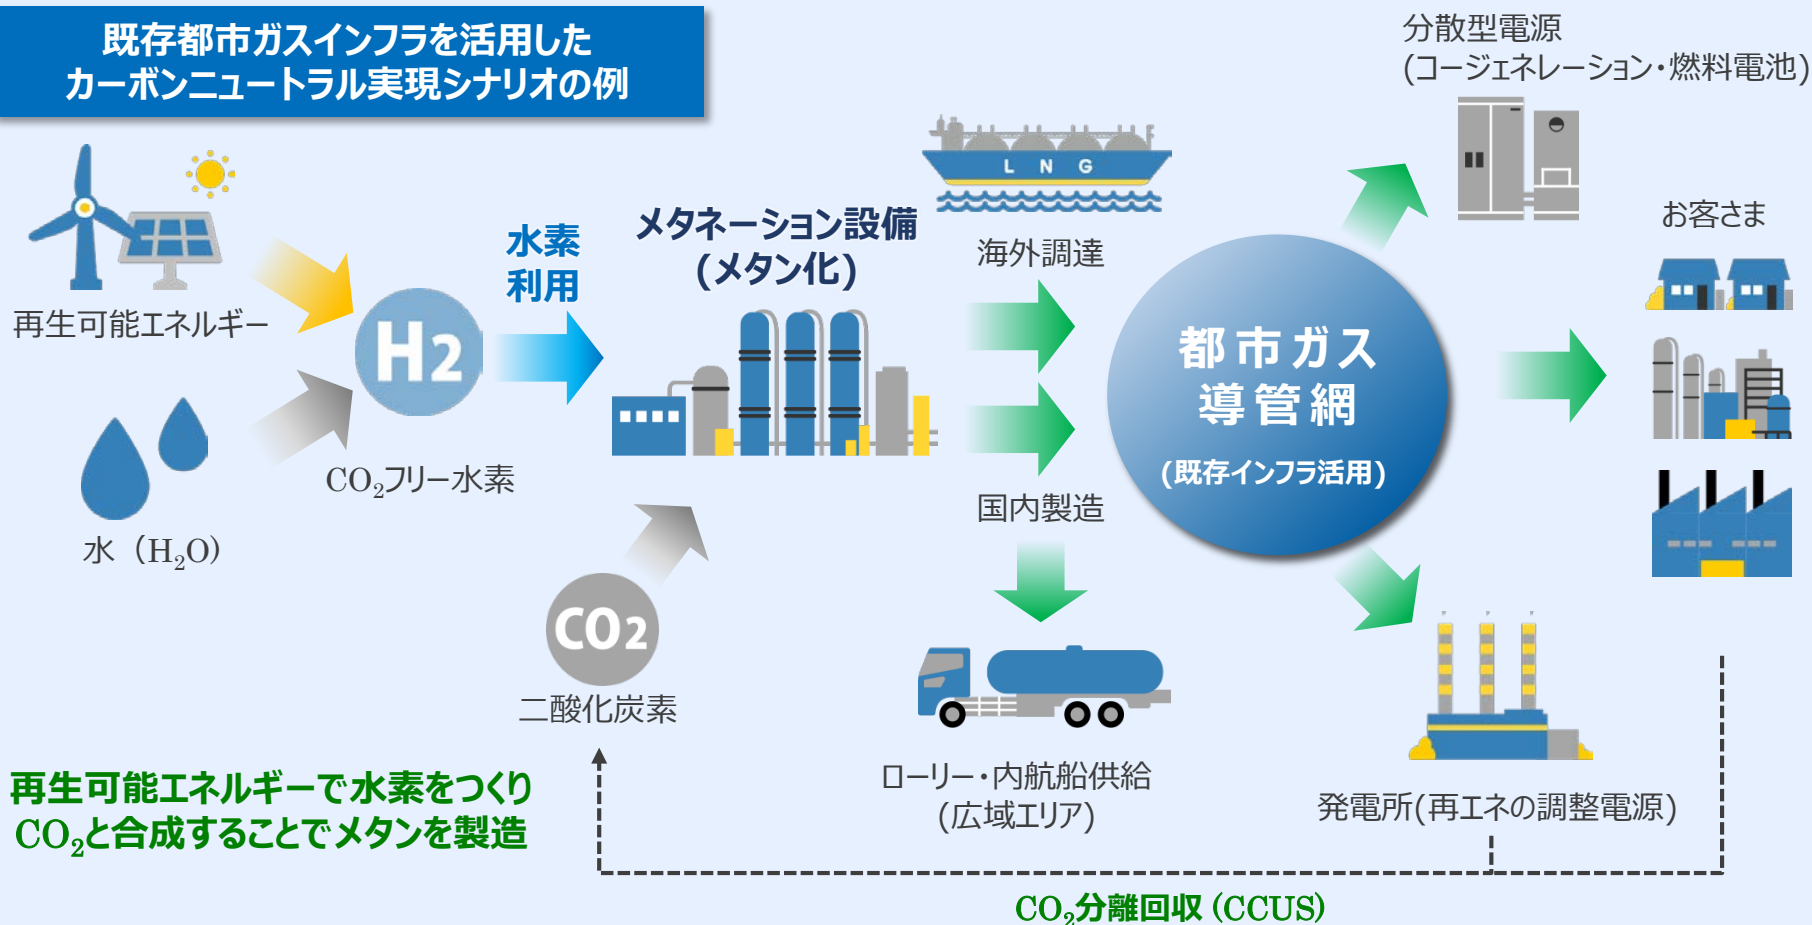 既存都市ガスインフラを活用した
カーボンニュートラル実現シナリオの例
再生可能エネルギー
水（H₂O）
H2
CO₂フリー水素
水素
利用
メタネーション設備
(メタン化)
CO2
二酸化炭素
LNG
海外調達
国内製造
ローリー・内航船供給
(広域エリア)
都市ガス
導管網
(既存インフラ活用)
分散型電源
(コージェネレーション・燃料電池)
お客さま
発電所(再エネの調整電源)
再生可能エネルギーで水素をつくり
CO₂と合成することでメタンを製造
CO₂分離回収 (CCUS)